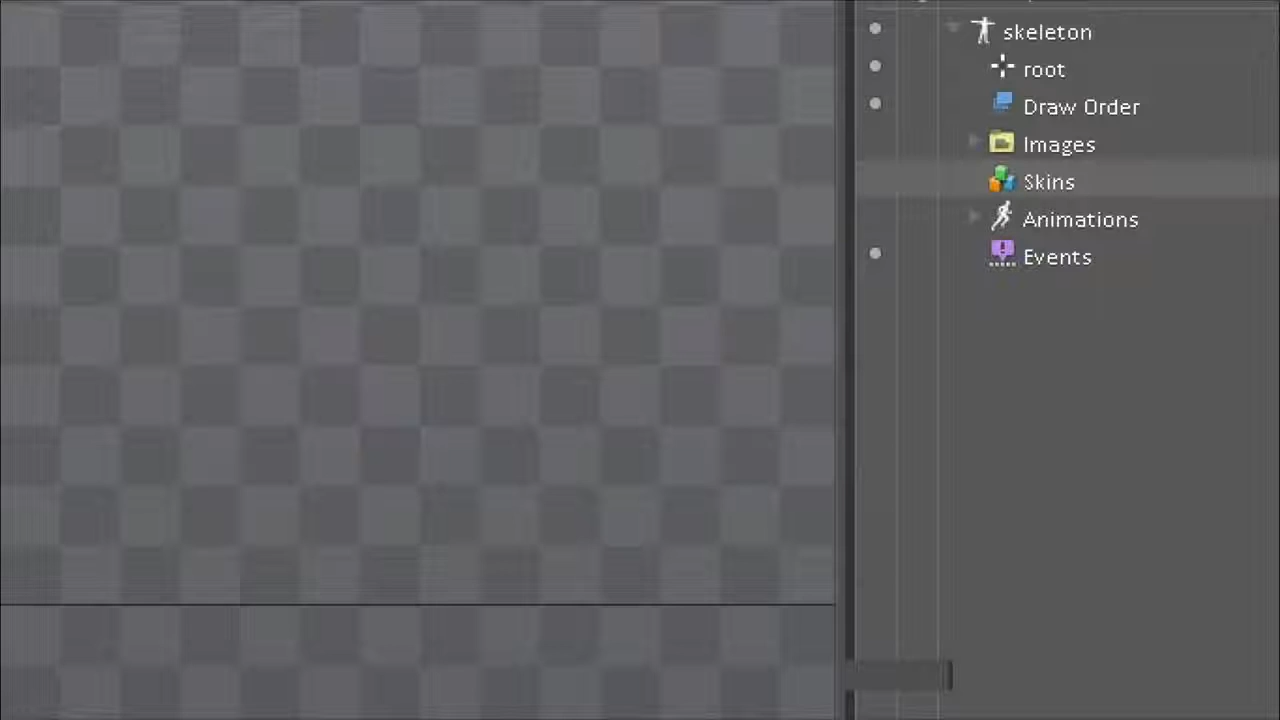 skeleton
root
Draw Order
Images
Skins
Animations
Events